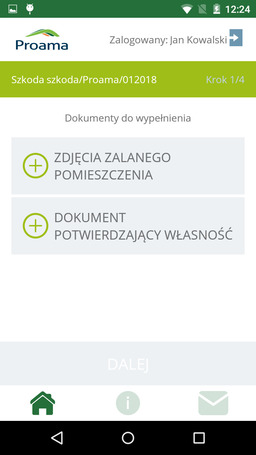 12:24
Proama
Zalogowany: Jan Kowalski
Szkoda szkoda/Proama/012018
Krok 1/4
Dokumenty do wypełnienia
ZDJĘCIA ZALANEGO
POMIESZCZENIA
DOKUMENT
POTWIERDZAJĄCY WŁASNOŚĆ
DALEJ